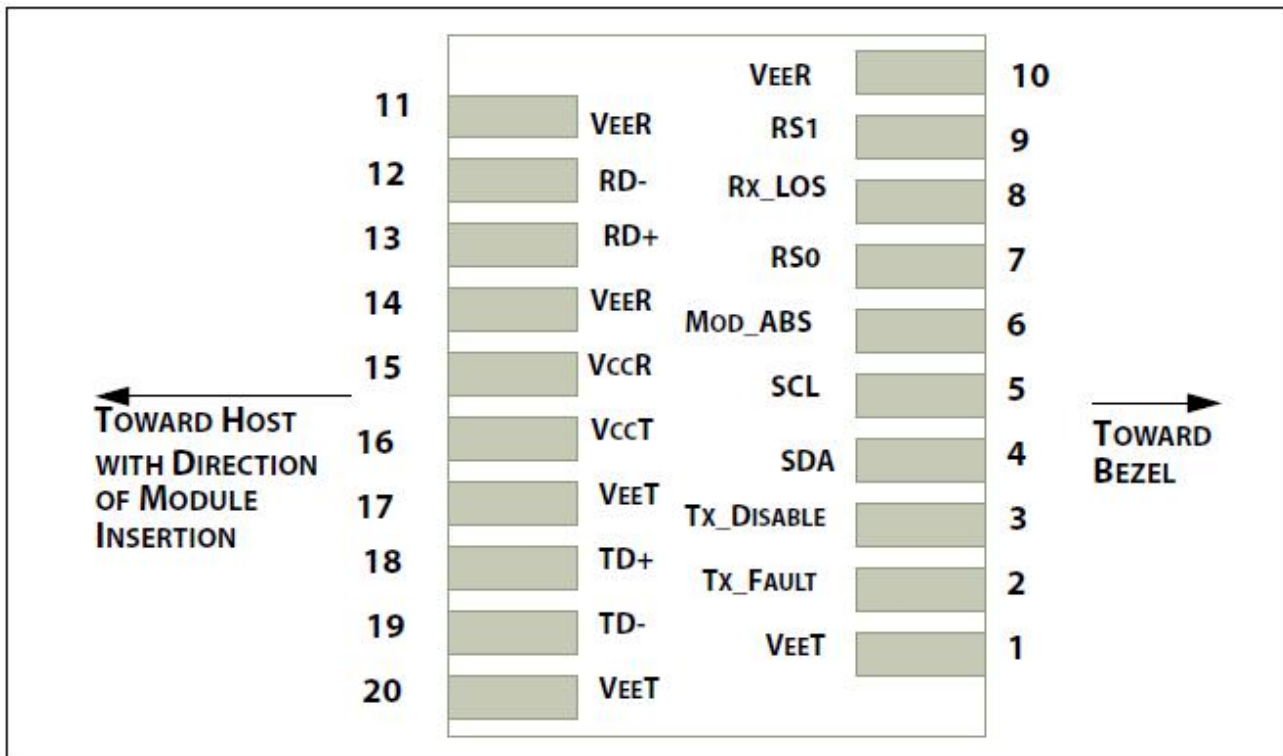 VEER 10
11 VEER
RS1 9
12 RD-
RX_LOS 8
13 RD+
RS0 7
14 VEER
MOD_ABS 6
15 VCCR
SCL 5
TOWARD HOST
WITH DIRECTION
OF MODULE
INSERTION
16 VCCT
SDA 4
TOWARD
BEZEL
17 VEET
TX_DISABLE 3
18 TD+
TX_FAULT 2
19 TD-
VEET 1
20 VEET